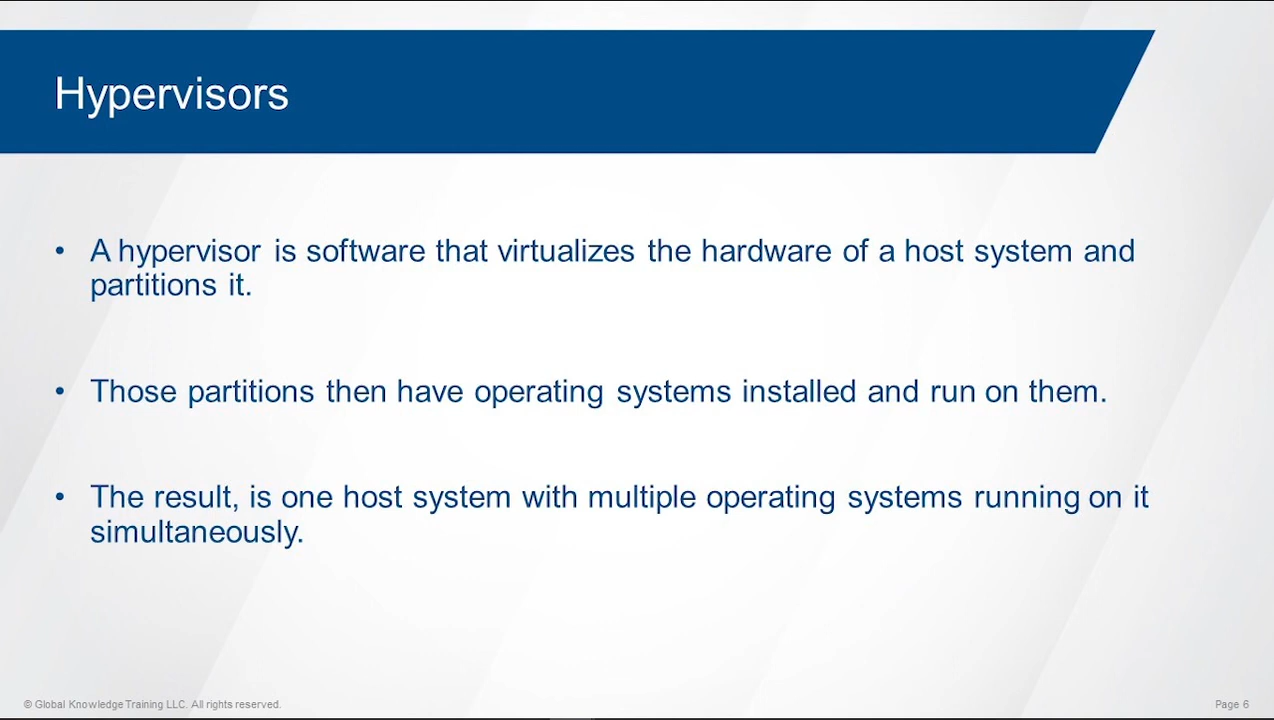 Hypervisors
• A hypervisor is software that virtualizes the hardware of a host system and
partitions it.
• Those partitions then have operating systems installed and run on them.
• The result, is one host system with multiple operating systems running on it
simultaneously.
© Global Knowledge Training LLC. All rights reserved.
Page 6